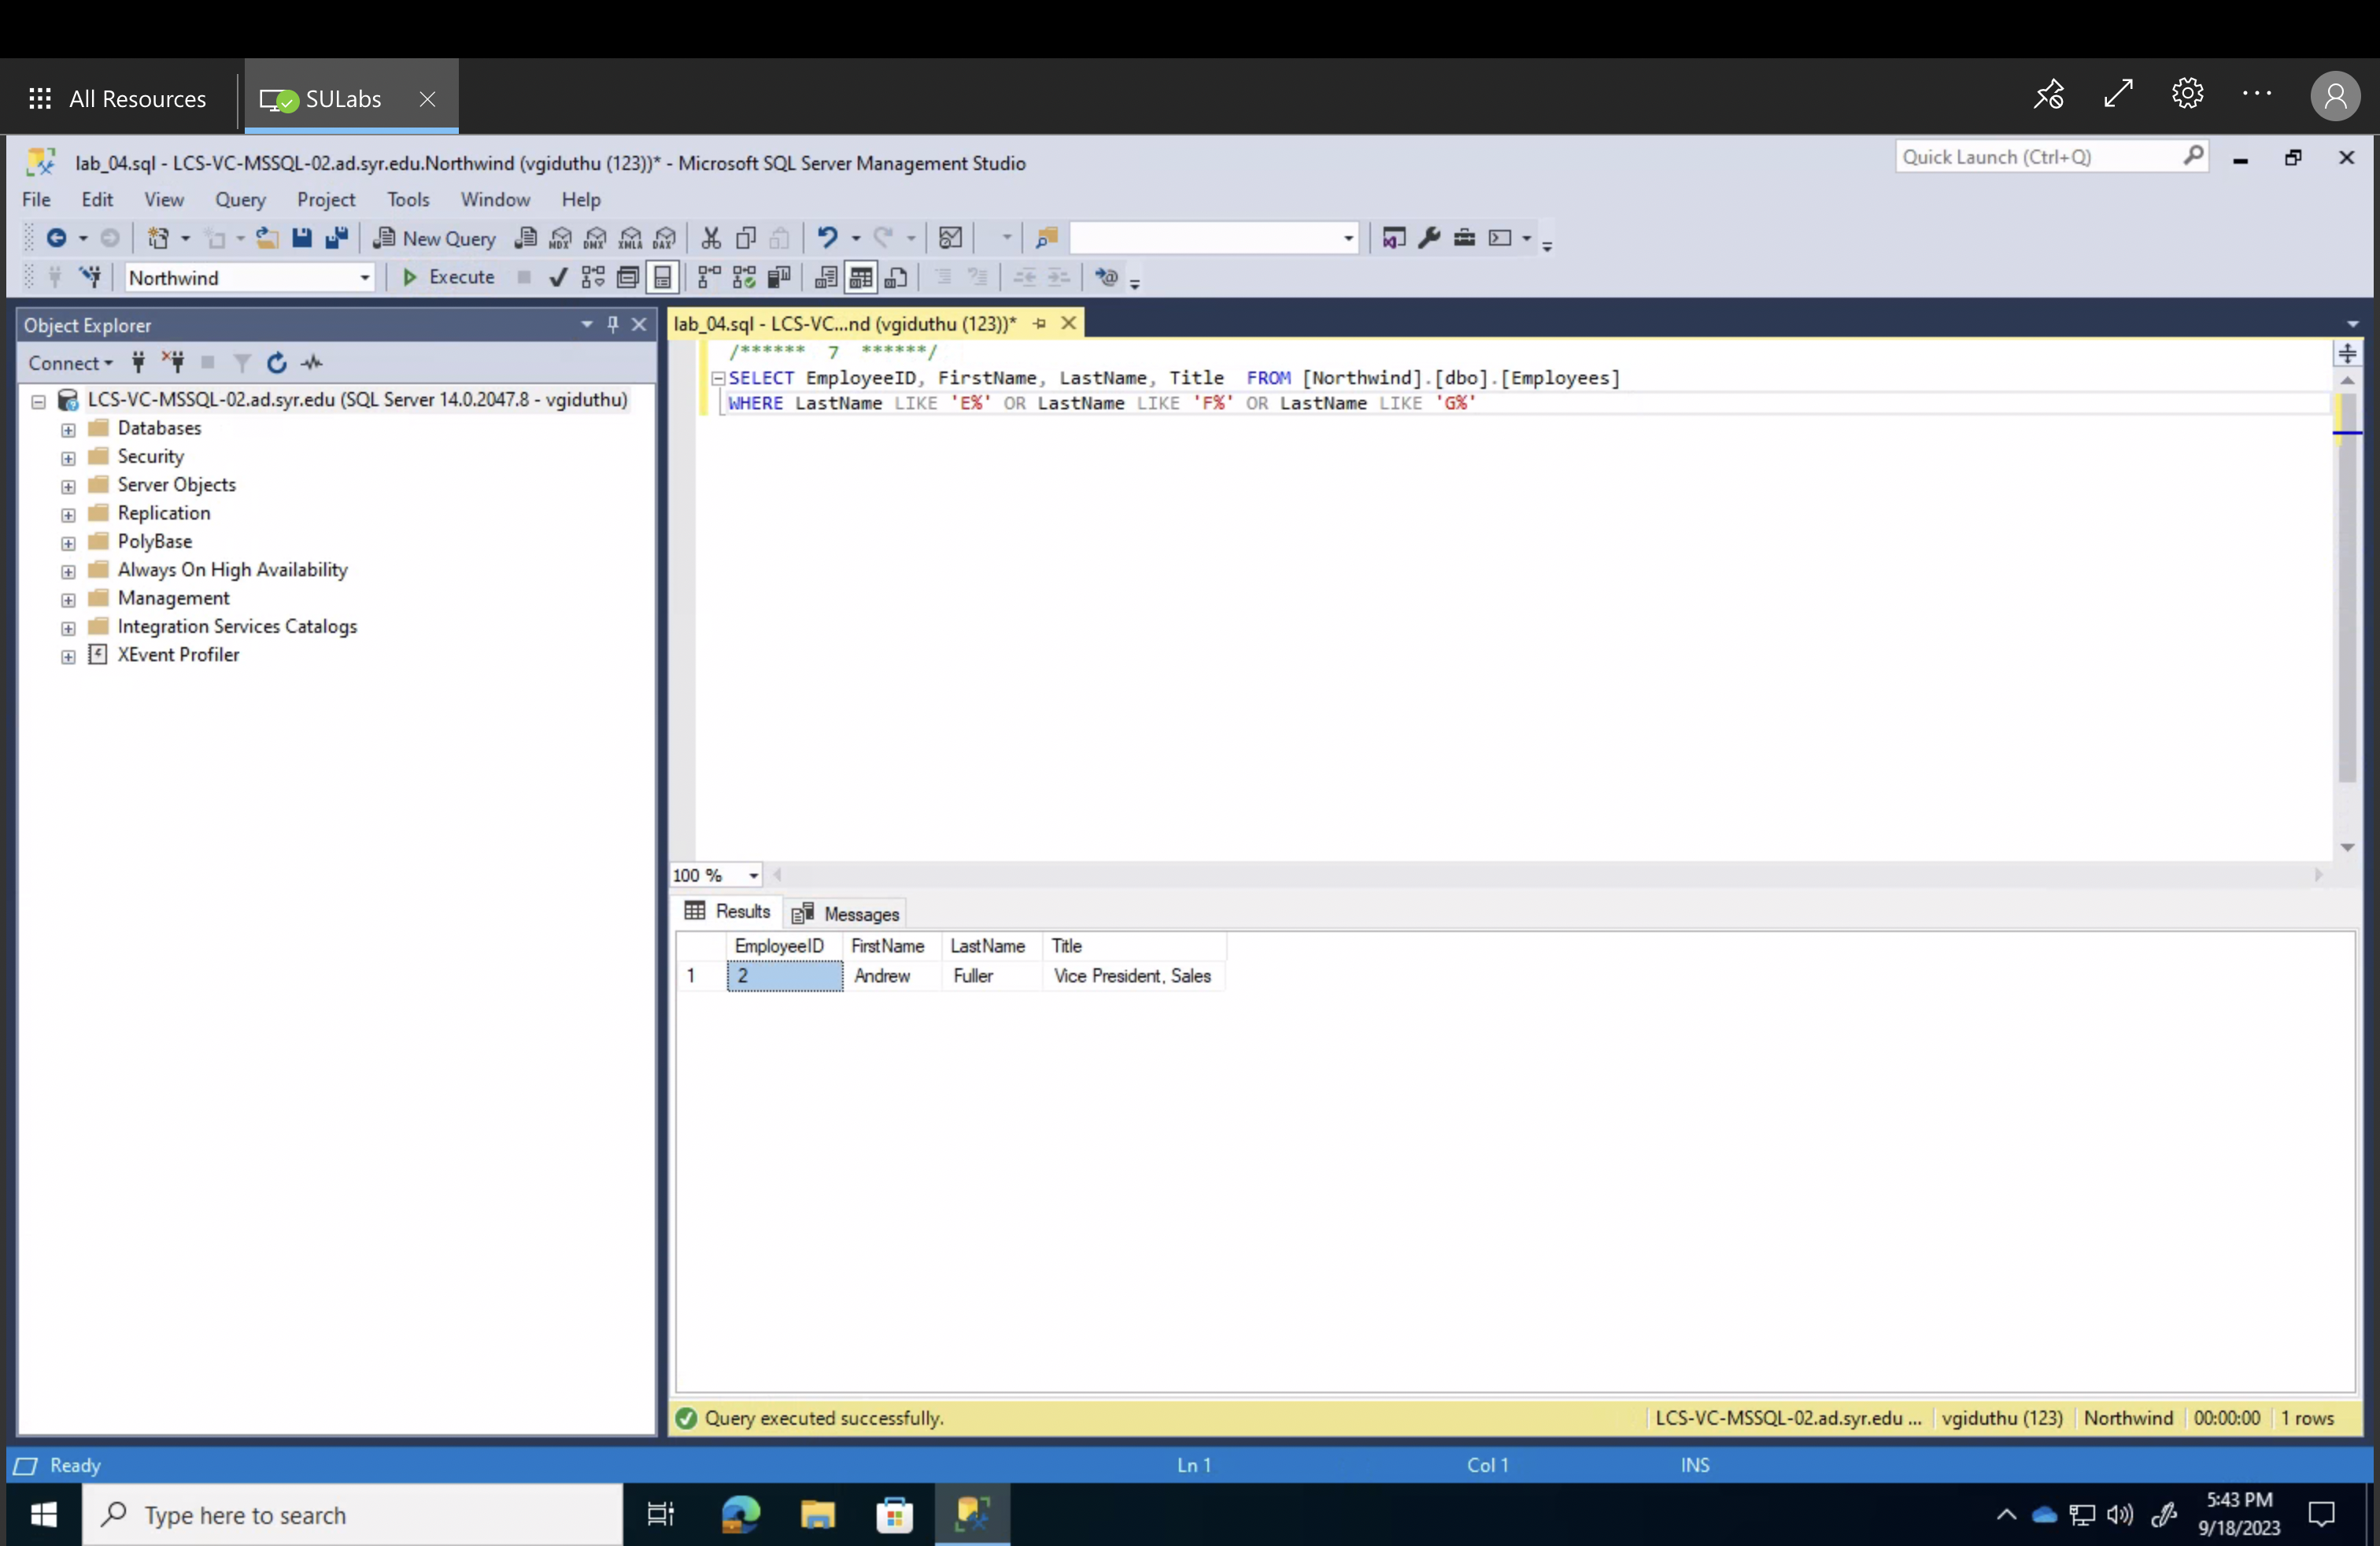 All Resources
SULabs
lab_04.sql - LCS-VC-MSSQL-02.ad.syr.edu.Northwind (vgiduthu (123))* - Microsoft SQL Server Management Studio
Quick Launch (Ctrl+Q)
File Edit View Query Project Tools Window Help
New Query MDX DMX XMLA DAX
Northwind Execute
Object Explorer
lab_04.sql - LCS-VC...nd (vgiduthu (123))*
Connect
LCS-VC-MSSQL-02.ad.syr.edu (SQL Server 14.0.2047.8 - vgiduthu)
Databases
Security
Server Objects
Replication
PolyBase
Always On High Availability
Management
Integration Services Catalogs
XEvent Profiler
/****** 7 ******/
SELECT EmployeeID, FirstName, LastName, Title FROM [Northwind].[dbo].[Employees]
WHERE LastName LIKE 'E%' OR LastName LIKE 'F%' OR LastName LIKE 'G%'
100 %
Results Messages
EmployeeID FirstName LastName Title
1 2 Andrew Fuller Vice President, Sales
Query executed successfully. LCS-VC-MSSQL-02.ad.syr.edu ... vgiduthu (123) Northwind 00:00:00 1 rows
Ready Ln 1 Col 1 INS
Type here to search
5:43 PM
9/18/2023